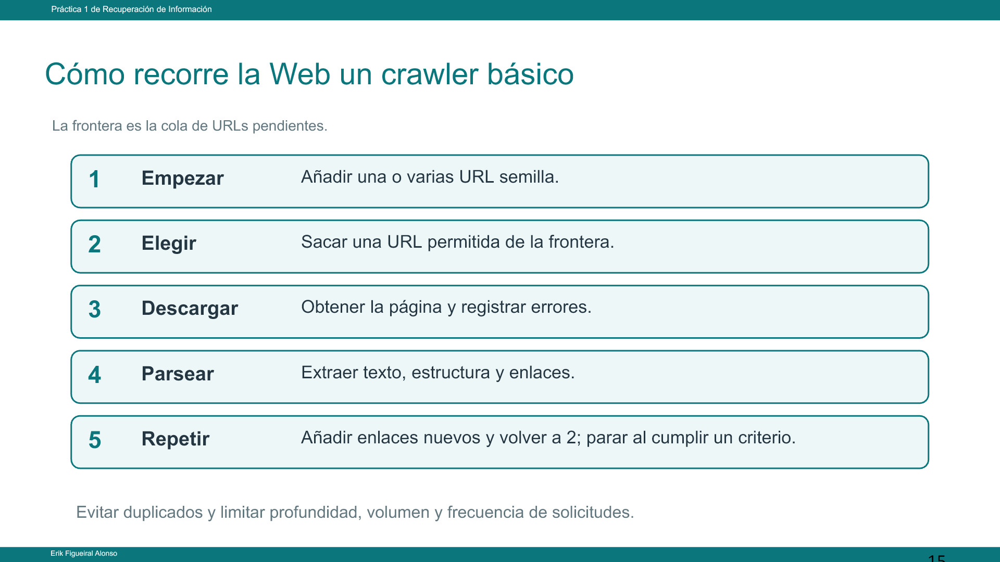 Práctica 1 de Recuperación de Información
Cómo recorre la Web un crawler básico
La frontera es la cola de URLs pendientes.
1 Empezar Añadir una o varias URL semilla.
2 Elegir Sacar una URL permitida de la frontera.
3 Descargar Obtener la página y registrar errores.
4 Parsear Extraer texto, estructura y enlaces.
5 Repetir Añadir enlaces nuevos y volver a 2; parar al cumplir un criterio.
Evitar duplicados y limitar profundidad, volumen y frecuencia de solicitudes.
Erik Figueiral Alonso
15